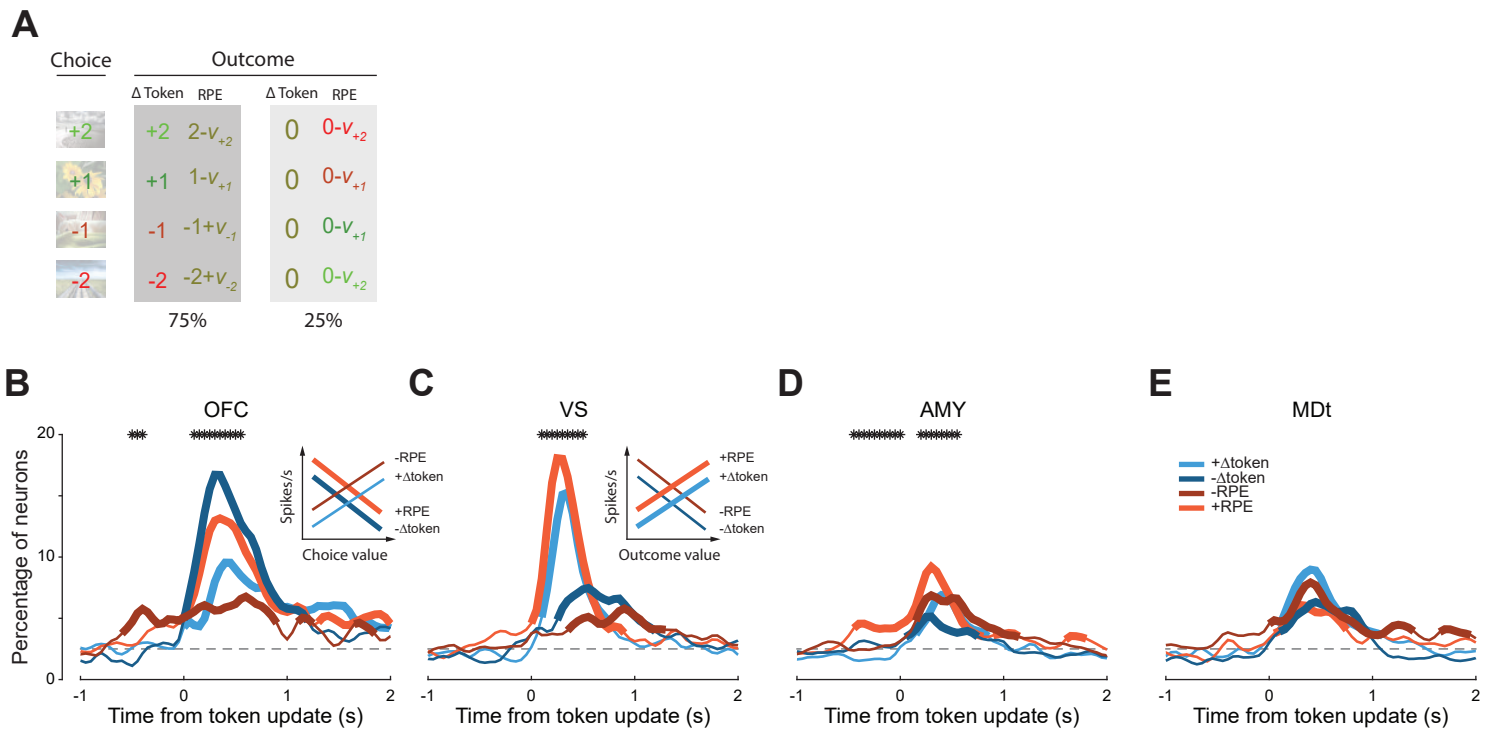 A
Choice Outcome
Δ Token RPE Δ Token RPE
+2 +2 2-v+2 0 0-v+2
+1 +1 1-v+1 0 0-v+1
-1 -1 -1+v-1 0 0-v+1
-2 -2 -2+v-2 0 0-v+2
75% 25%
B C D E
OFC VS AMY MDt
Percentage of neurons
20
10
0
Spikes/s
-RPE
+Δtoken
+RPE
-Δtoken
Choice value
Spikes/s
+RPE
+Δtoken
-RPE
-Δtoken
Outcome value
+Δtoken
-Δtoken
-RPE
+RPE
-1 0 1 2 -1 0 1 2 -1 0 1 2 -1 0 1 2
Time from token update (s) Time from token update (s) Time from token update (s) Time from token update (s)